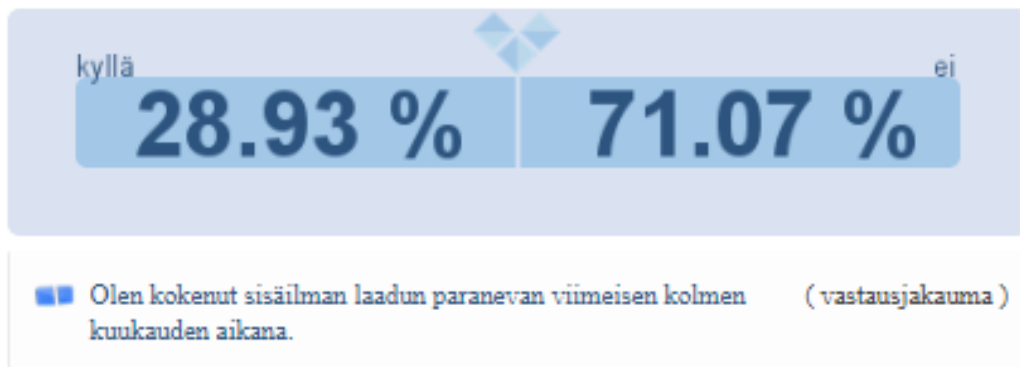 kyllä ei
28.93 % 71.07 %
Olen kokenut sisäilman laadun paranevan viimeisen kolmen ( vastausjakauma )
kuukauden aikana.